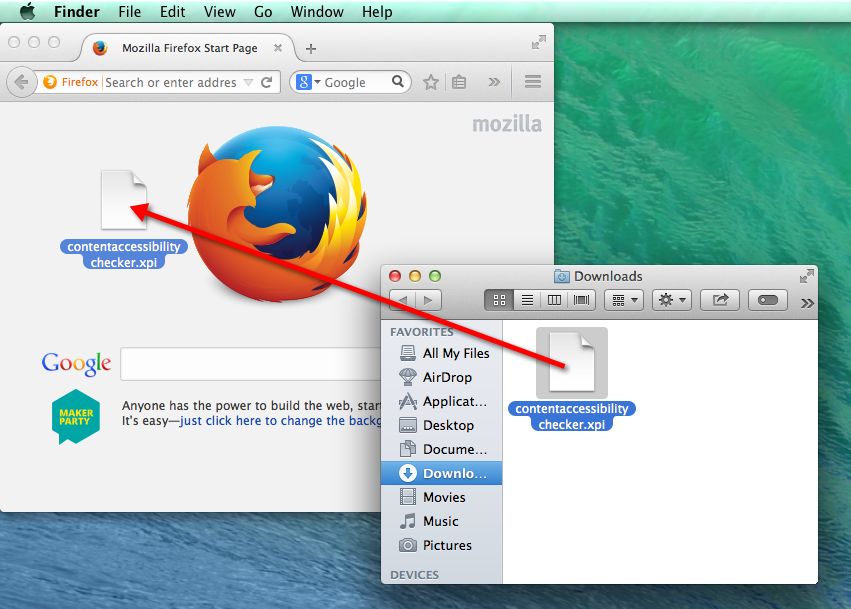 Finder File Edit View Go Window Help
Mozilla Firefox Start Page
Firefox Search or enter addres
8 Google
mozilla
contentaccessibility
checker.xpi
Google
MAKER
PARTY
Anyone has the power to build the web, star
It's easy—just click here to change the backg
Downloads
FAVORITES
All My Files
AirDrop
Applicat...
Desktop
Docume...
Downlo...
Movies
Music
Pictures
DEVICES
contentaccessibility
checker.xpi